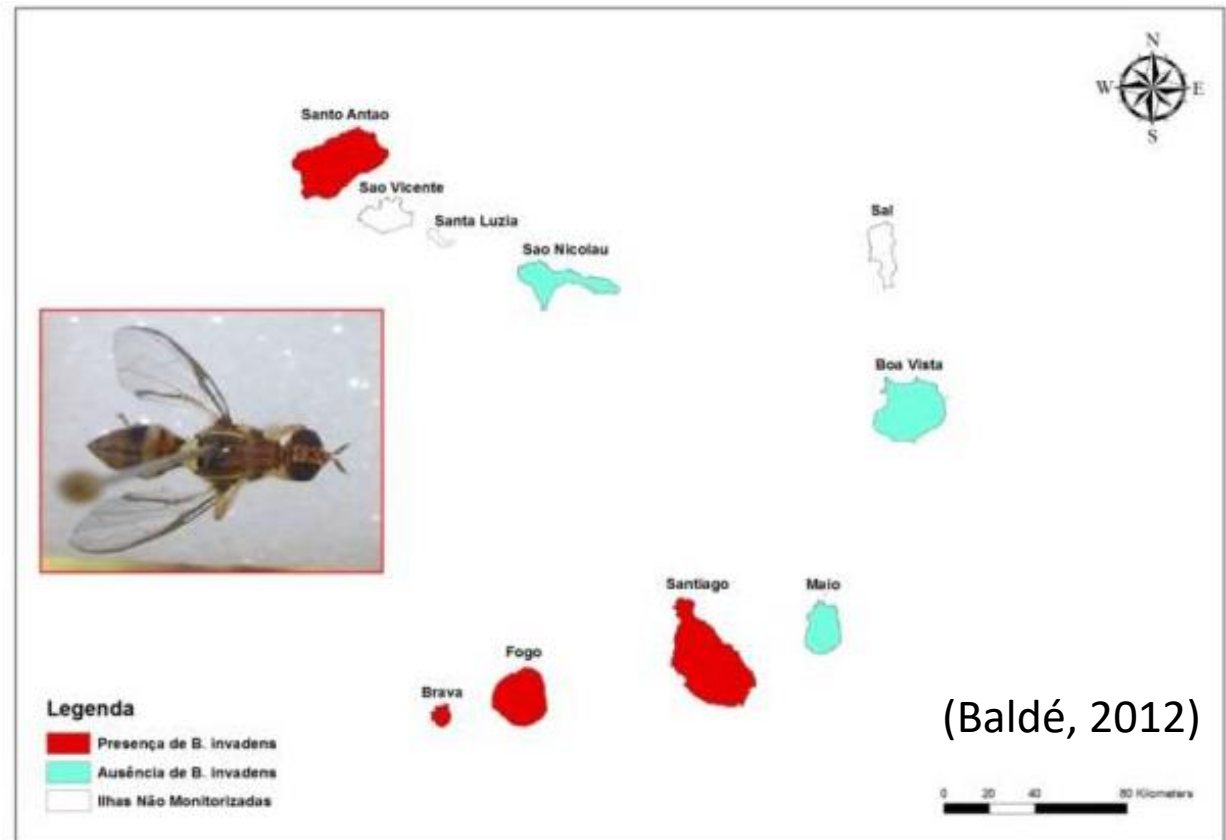 N
W
E
S
Santo Antao
Sao Vicente
Santa Luzia
Sao Nicolau
Sal
Boa Vista
Santiago
Maio
Fogo
Brava
Legenda
Presença de B. invadens
Ausência de B. invadens
Ilhas Não Monitorizadas
(Baldé, 2012)
0 20 40 80 Kilometers